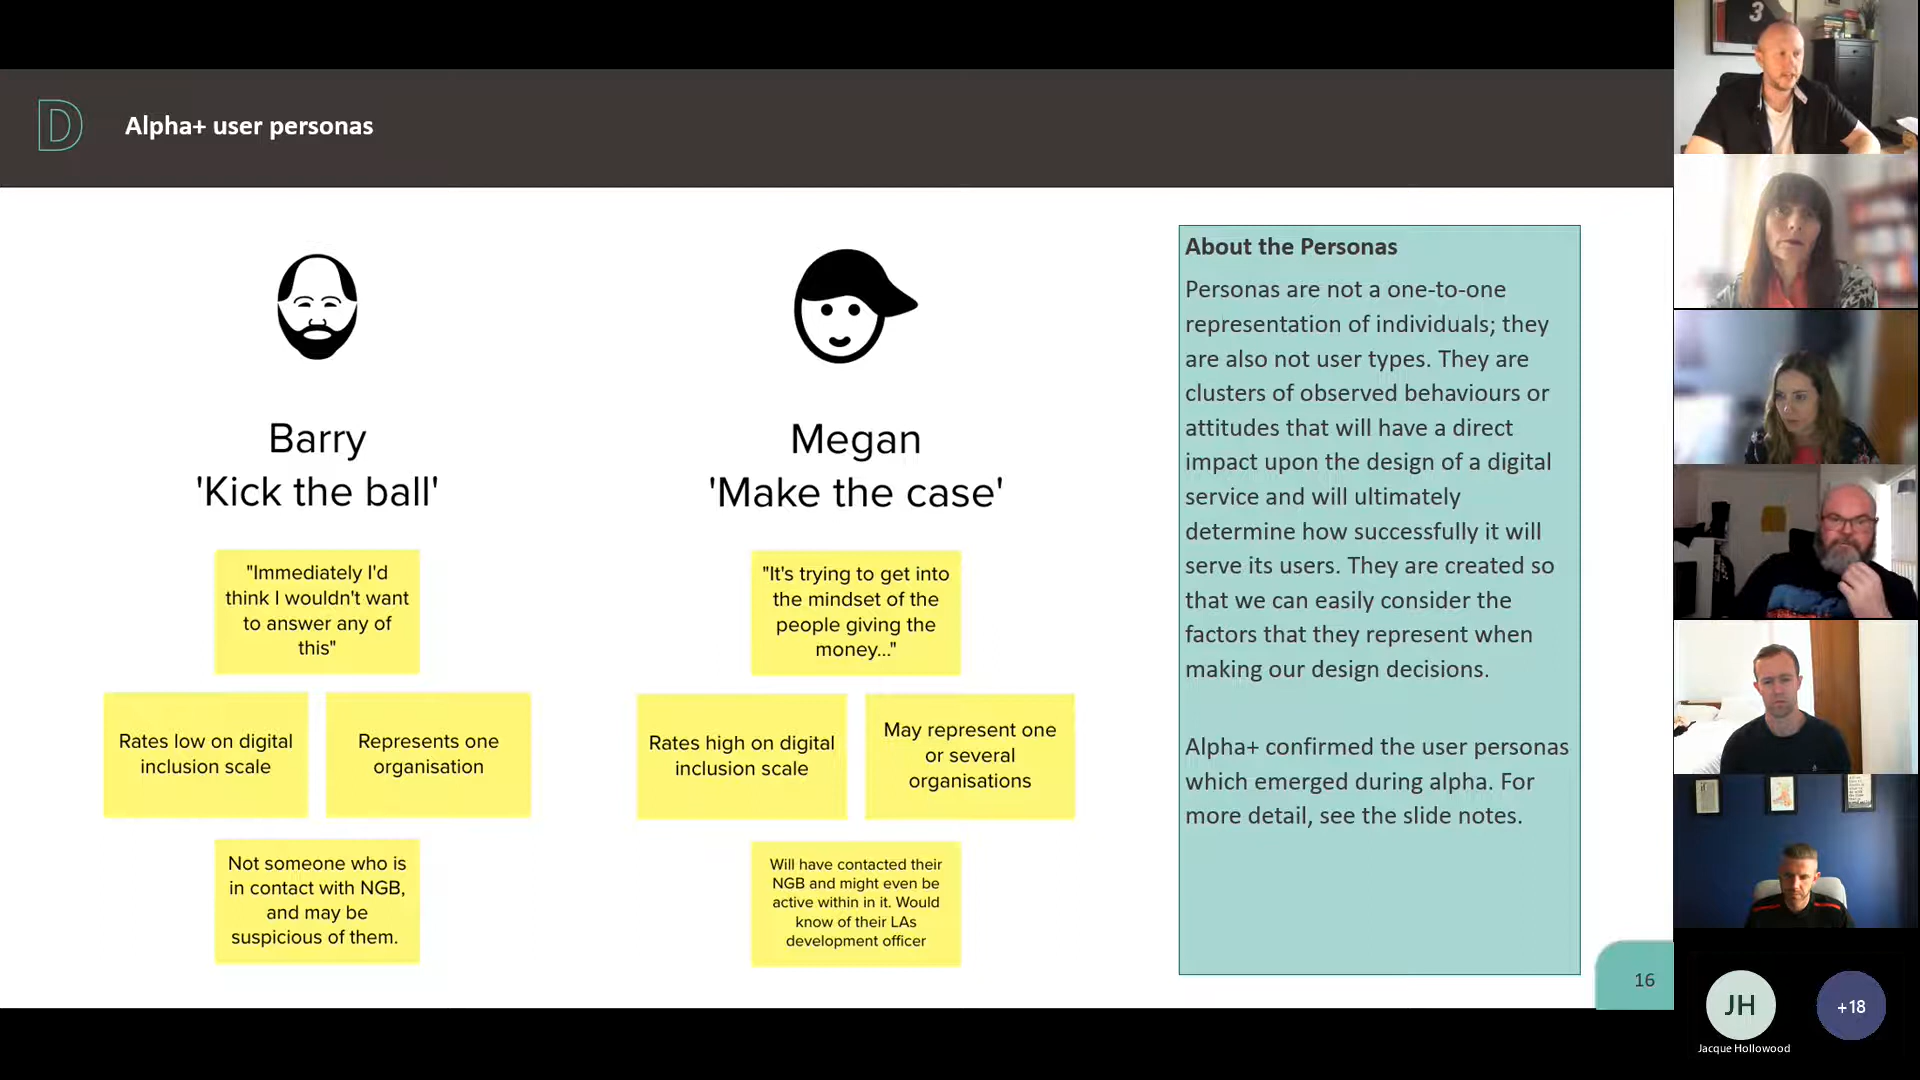 D
Alpha+ user personas
Barry
'Kick the ball'
"Immediately I'd
think I wouldn't want
to answer any of
this"
Rates low on digital
inclusion scale
Represents one
organisation
Not someone who is
in contact with NGB,
and may be
suspicious of them.
Megan
'Make the case'
"It's trying to get into
the mindset of the
people giving the
money..."
Rates high on digital
inclusion scale
May represent one
or several
organisations
Will have contacted their
NGB and might even be
active within in it. Would
know of their LAs
development officer
About the Personas
Personas are not a one-to-one
representation of individuals; they
are also not user types. They are
clusters of observed behaviours or
attitudes that will have a direct
impact upon the design of a digital
service and will ultimately
determine how successfully it will
serve its users. They are created so
that we can easily consider the
factors that they represent when
making our design decisions.
Alpha+ confirmed the user personas
which emerged during alpha. For
more detail, see the slide notes.
16
3
JH
+18
Jacque Hollowood